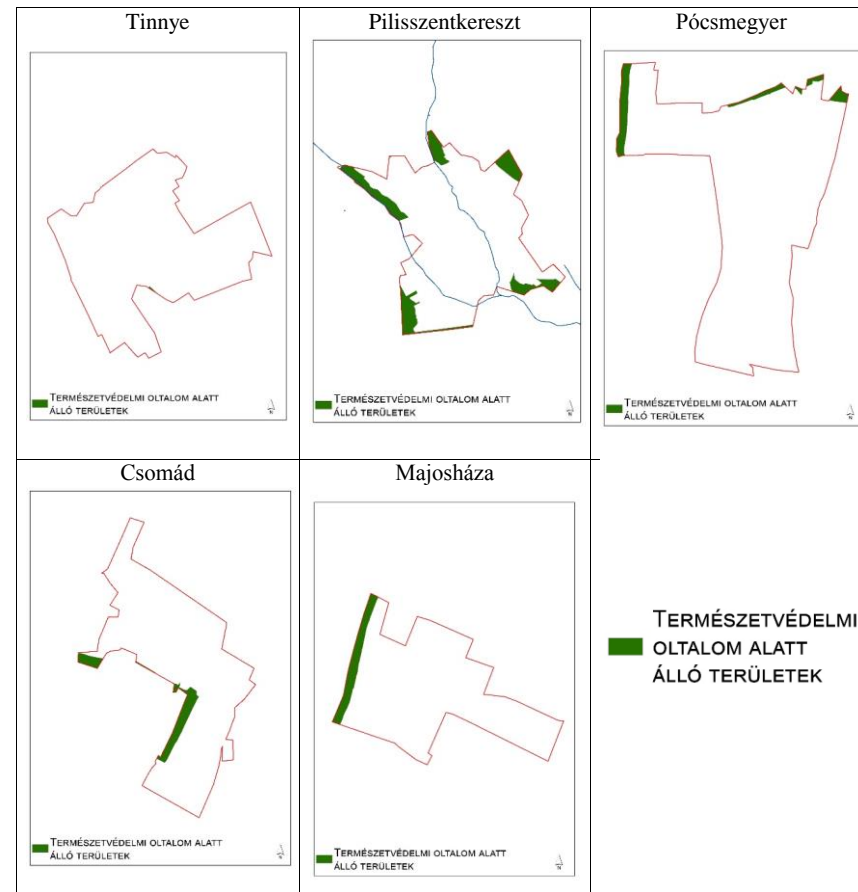 Tinnye
Pilisszentkereszt
Pócsmegyer
TERMÉSZETVÉDELMI OLTALOM ALATT
ÁLLÓ TERÜLETEK
N
TERMÉSZETVÉDELMI OLTALOM ALATT
ÁLLÓ TERÜLETEK
N
TERMÉSZETVÉDELMI OLTALOM ALATT
ÁLLÓ TERÜLETEK
N
Csomád
Majosháza
TERMÉSZETVÉDELMI OLTALOM ALATT
ÁLLÓ TERÜLETEK
N
TERMÉSZETVÉDELMI OLTALOM ALATT
ÁLLÓ TERÜLETEK
N
TERMÉSZETVÉDELMI
OLTALOM ALATT
ÁLLÓ TERÜLETEK